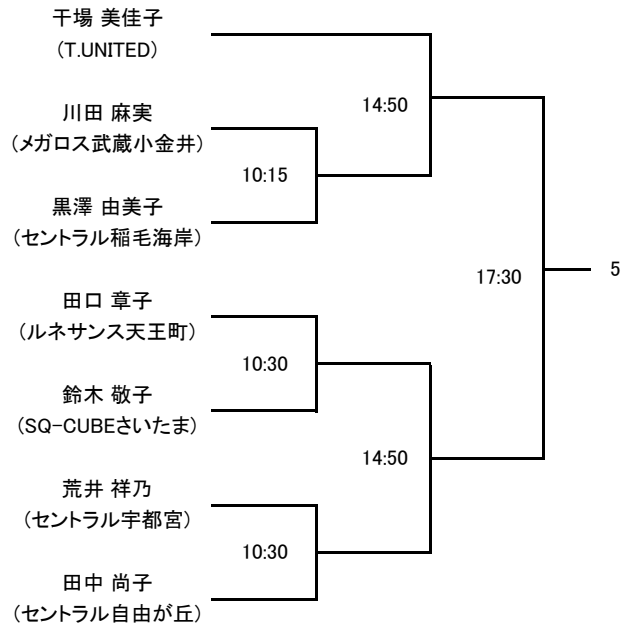 干場 美佳子
(T.UNITED)
14:50
川田 麻実
(メガロス武蔵小金井)
10:15
黒澤 由美子
(セントラル稲毛海岸)
17:30
5
田口 章子
(ルネサンス天王町)
10:30
鈴木 敬子
(SQ-CUBEさいたま)
14:50
荒井 祥乃
(セントラル宇都宮)
10:30
田中 尚子
(セントラル自由が丘)